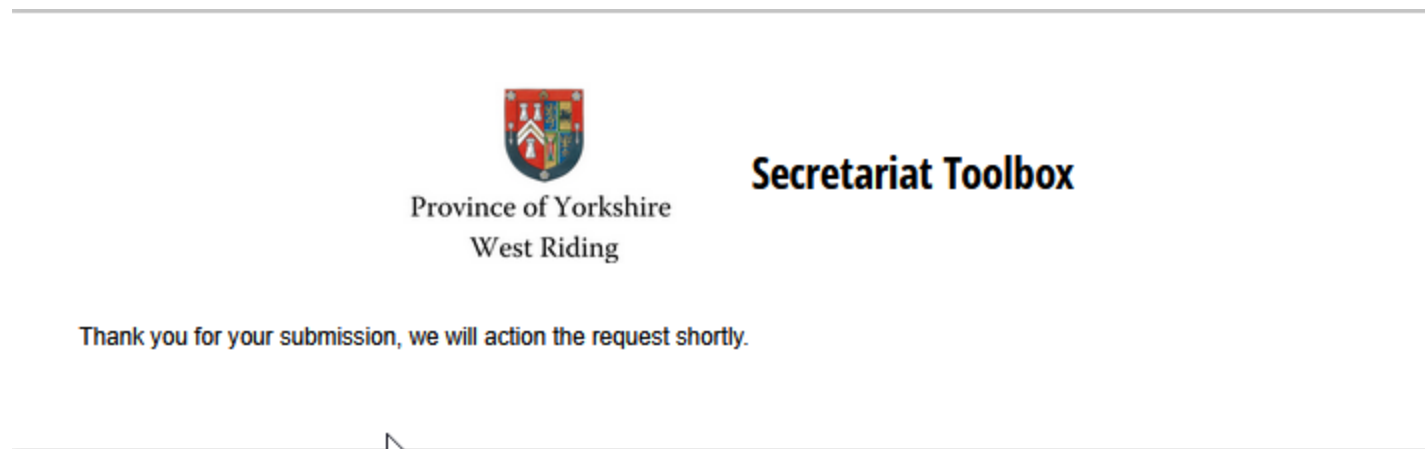 Province of Yorkshire
West Riding
Secretariat Toolbox
Thank you for your submission, we will action the request shortly.